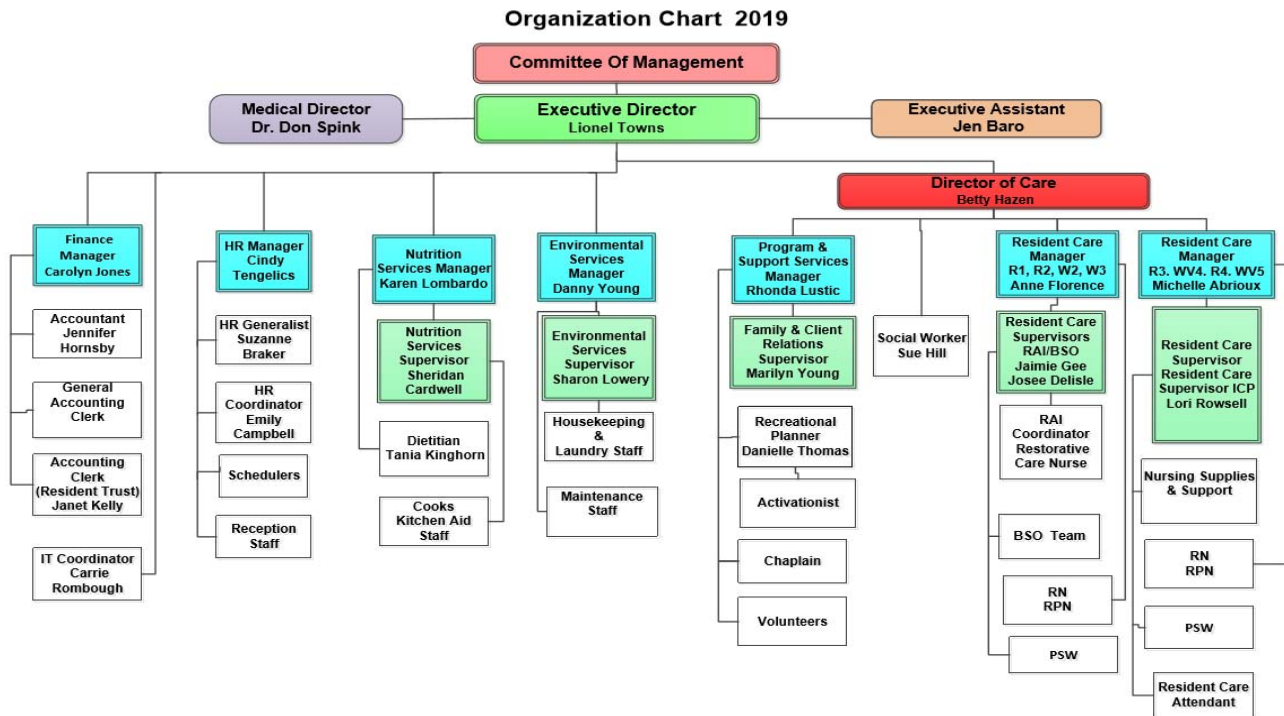 Organization Chart 2019
Committee Of Management
Medical Director
Dr. Don Spink
Executive Director
Lionel Towns
Executive Assistant
Jen Baro
Director of Care
Betty Hazen
Finance
Manager
Carolyn Jones
HR Manager
Cindy
Tengelics
Nutrition
Services Manager
Karen Lombardo
Environmental
Services
Manager
Danny Young
Program &
Support Services
Manager
Rhonda Lustic
Resident Care
Manager
R1, R2, W2, W3
Anne Florence
Resident Care
Manager
R3. WV4. R4. WV5
Michelle Abrioux
Accountant
Jennifer
Hornsby
General
Accounting
Clerk
Accounting
Clerk
(Resident Trust)
Janet Kelly
IT Coordinator
Carrie
Rombough
HR Generalist
Suzanne
Braker
HR
Coordinator
Emily
Campbell
Schedulers
Reception
Staff
Nutrition
Services
Supervisor
Sheridan
Cardwell
Dietitian
Tania Kinghorn
Cooks
Kitchen Aid
Staff
Environmental
Services
Supervisor
Sharon Lowery
Housekeeping
&
Laundry Staff
Maintenance
Staff
Family & Client
Relations
Supervisor
Marilyn Young
Recreational
Planner
Danielle Thomas
Activationist
Chaplain
Volunteers
Social Worker
Sue Hill
Resident Care
Supervisors
RAI/BSO
Jaimie Gee
Josee Delisle
RAI
Coordinator
Restorative
Care Nurse
BSO Team
RN
RPN
PSW
Resident Care
Supervisor
Resident Care
Supervisor ICP
Lori Rowsell
Nursing Supplies
& Support
RN
RPN
PSW
Resident Care
Attendant